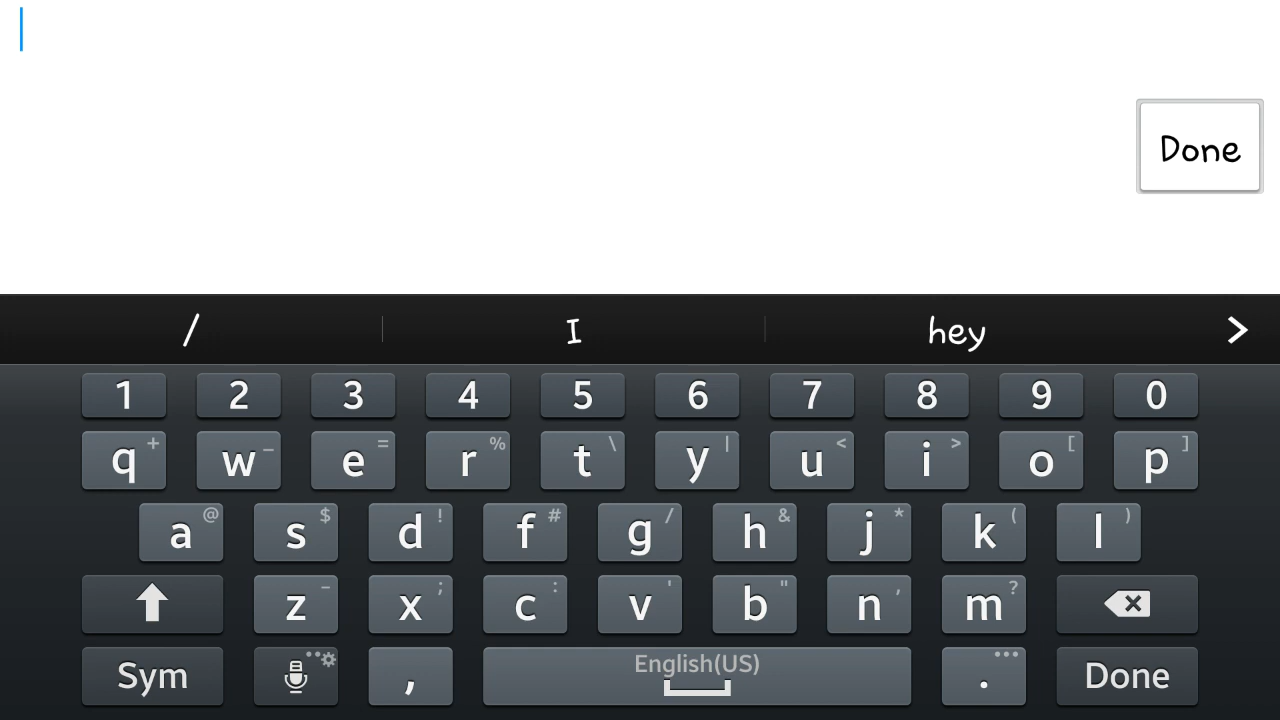 Done
/ I hey
1 2 3 4 5 6 7 8 9 0
q + w _ e = r % t \ y | u < i > o [ p ]
a @ s $ d ! f # g / h & j * k ( l )
z - x ; c : v ' b " n , m ?
Sym , English(US) . ... Done